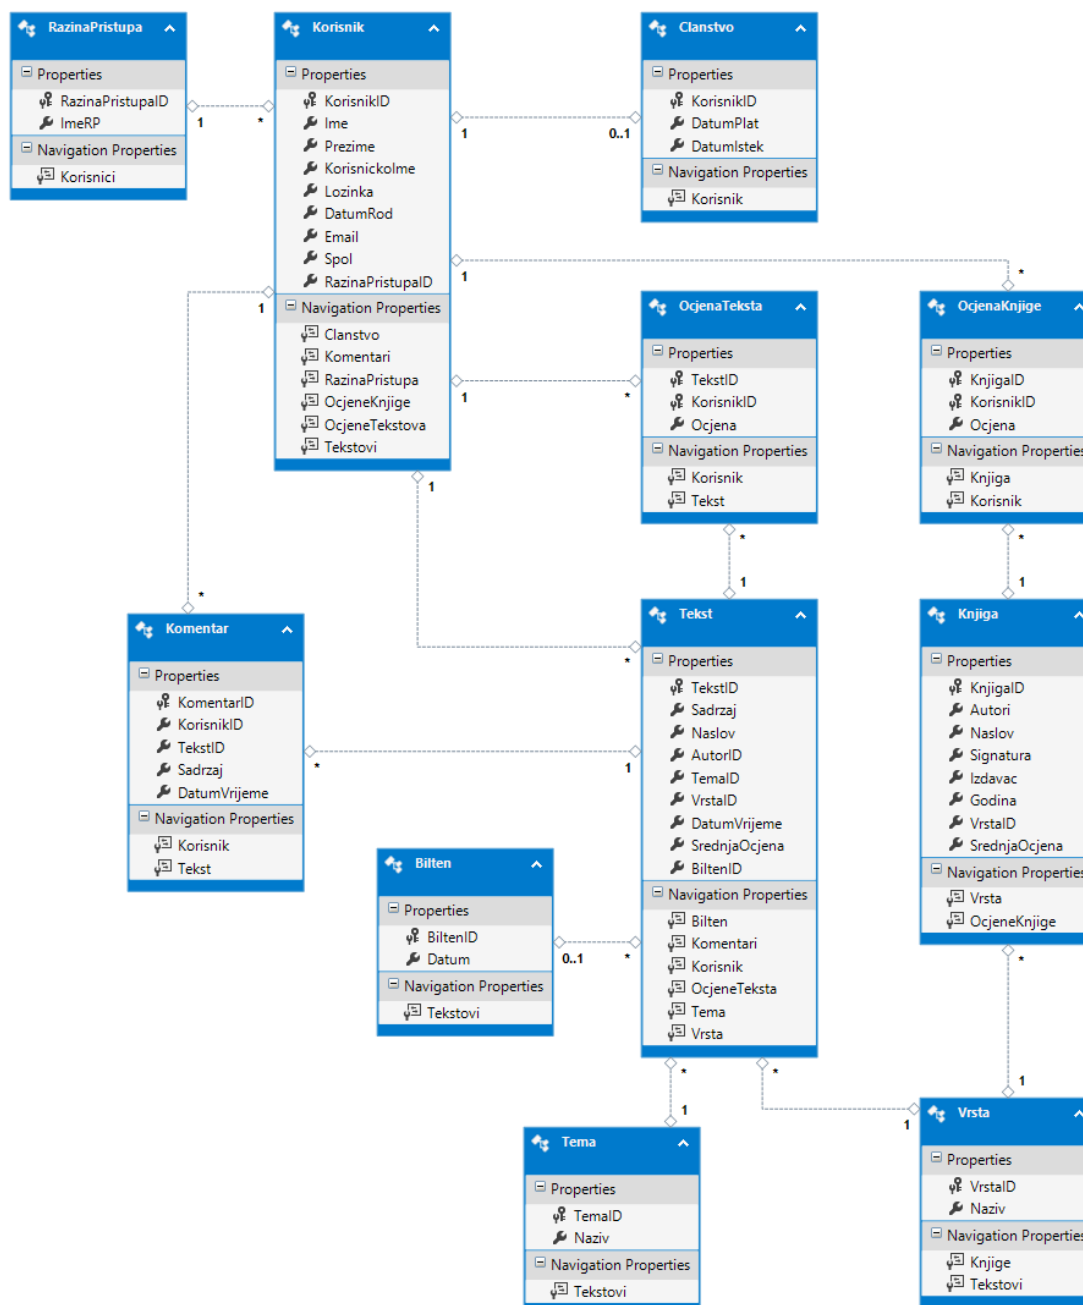 RazinaPristupa
Properties
RazinaPristupaID
ImeRP
Navigation Properties
Korisnici
1
*
Korisnik
Properties
KorisnikID
Ime
Prezime
KorisnickoIme
Lozinka
DatumRod
Email
Spol
RazinaPristupaID
Navigation Properties
Clanstvo
Komentari
RazinaPristupa
OcjeneKnjige
OcjeneTekstova
Tekstovi
1
0..1
Clanstvo
Properties
KorisnikID
DatumPlat
DatumIstek
Navigation Properties
Korisnik
1
*
1
*
1
*
1
*
OcjenaTeksta
Properties
TekstID
KorisnikID
Ocjena
Navigation Properties
Korisnik
Tekst
*
1
OcjenaKnjige
Properties
KnjigaID
KorisnikID
Ocjena
Navigation Properties
Knjiga
Korisnik
*
1
Komentar
Properties
KomentarID
KorisnikID
TekstID
Sadrzaj
DatumVrijeme
Navigation Properties
Korisnik
Tekst
*
1
Tekst
Properties
TekstID
Sadrzaj
Naslov
AutorID
TemaID
VrstaID
DatumVrijeme
SrednjaOcjena
BiltenID
Navigation Properties
Bilten
Komentari
Korisnik
OcjeneTeksta
Tema
Vrsta
Knjiga
Properties
KnjigaID
Autori
Naslov
Signatura
Izdavac
Godina
VrstaID
SrednjaOcjena
Navigation Properties
Vrsta
OcjeneKnjige
Bilten
Properties
BiltenID
Datum
Navigation Properties
Tekstovi
0..1
*
*
1
*
1
*
1
Tema
Properties
TemaID
Naziv
Navigation Properties
Tekstovi
Vrsta
Properties
VrstaID
Naziv
Navigation Properties
Knjige
Tekstovi